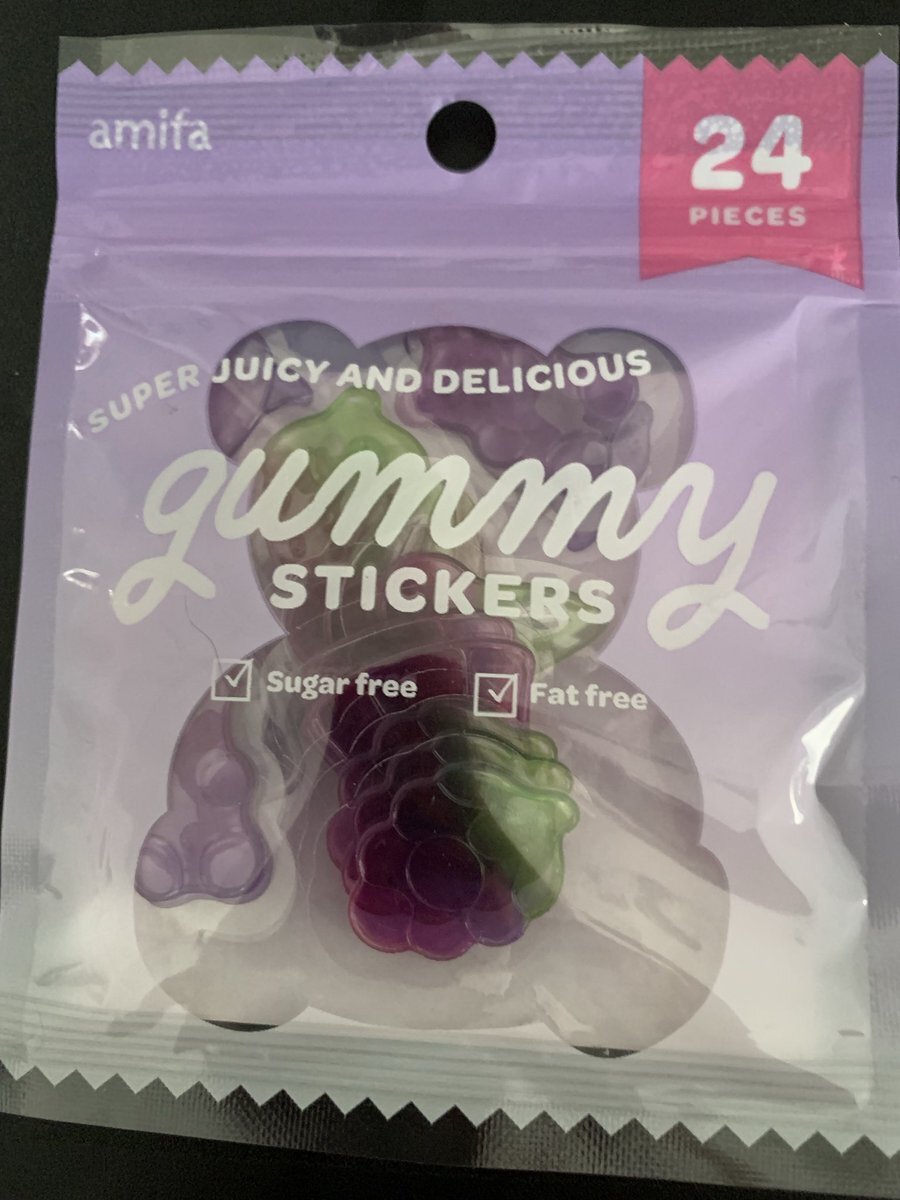 amifa
24
PIECES
SUPER JUICY AND DELICIOUS
gummy
STICKERS
Sugar free
Fat free